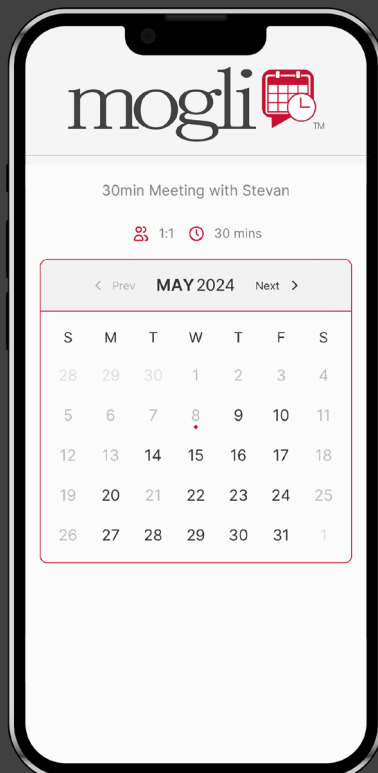 mogli TM
30min Meeting with Stevan
1:1 30 mins
Prev MAY 2024 Next
S M T W T F S
28 29 30 1 2 3 4
5 6 7 8 9 10 11
12 13 14 15 16 17 18
19 20 21 22 23 24 25
26 27 28 29 30 31 1